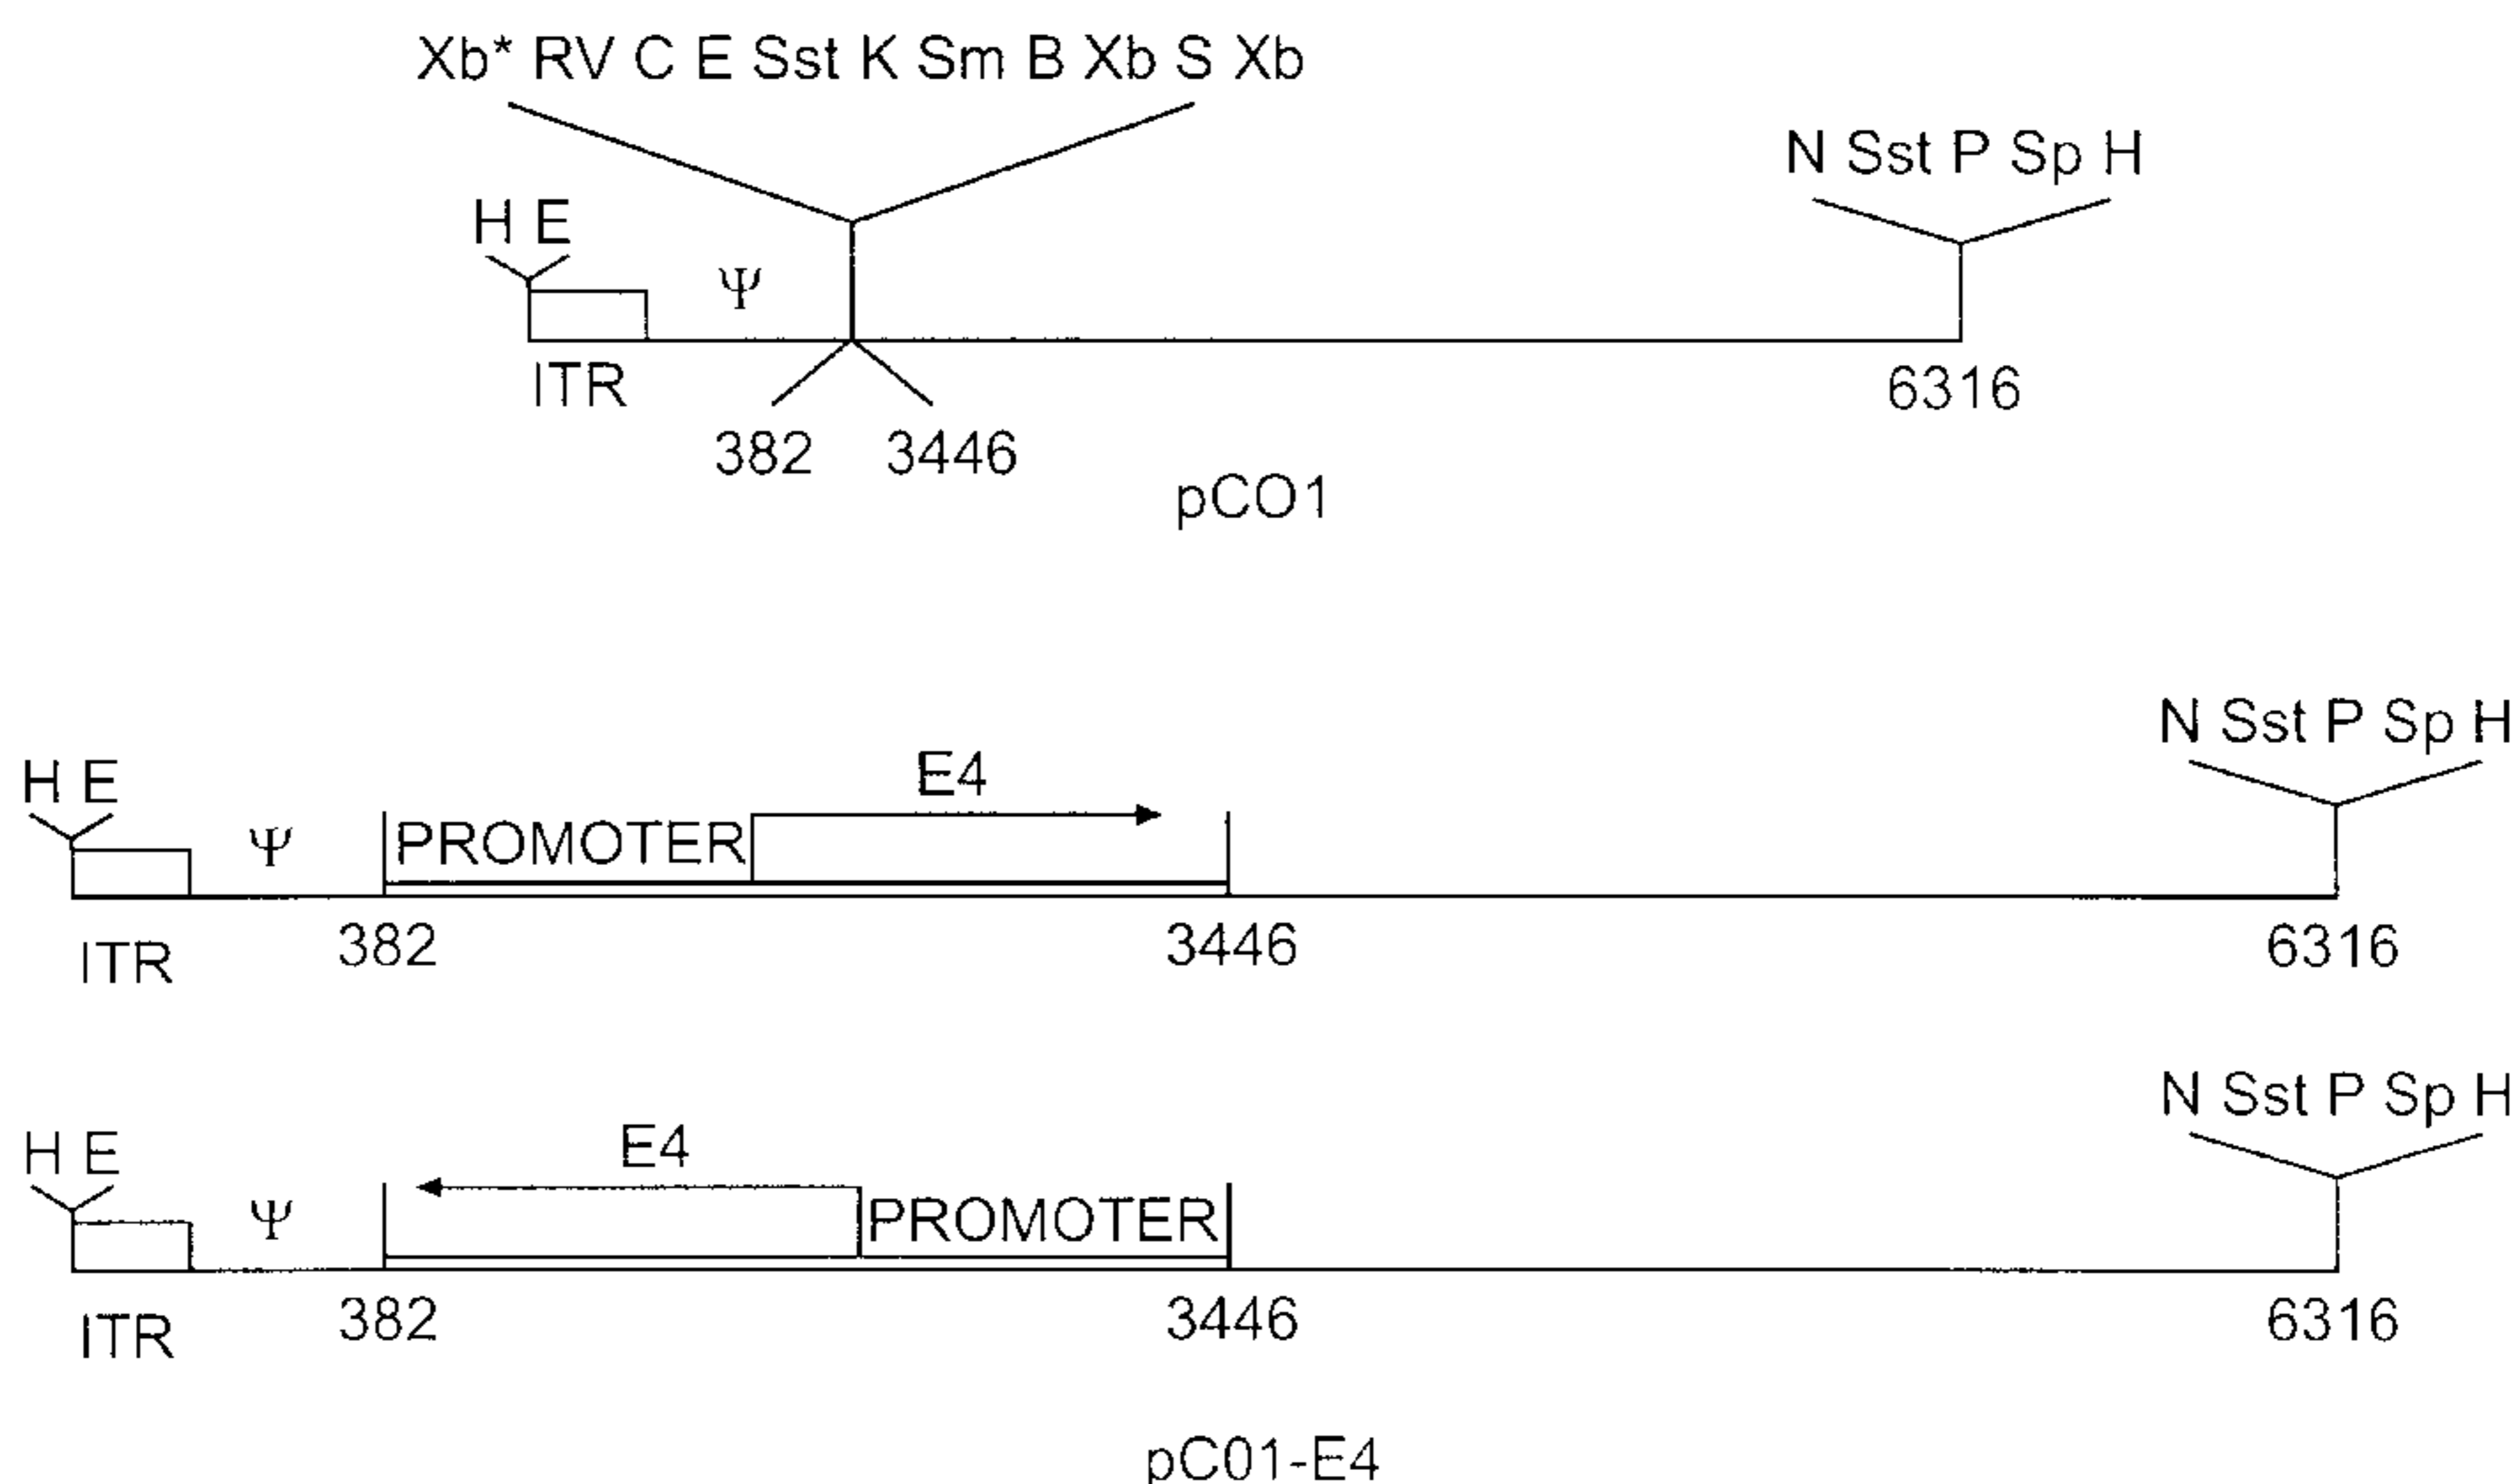 Xb* RV C E Sst K Sm B Xb S Xb
N Sst P Sp H
H E
Ψ
ITR
382
3446
6316
pCO1
N Sst P Sp H
E4
H E
Ψ
PROMOTER
ITR
382
3446
6316
N Sst P Sp H
E4
H E
Ψ
PROMOTER
ITR
382
3446
6316
pC01-E4